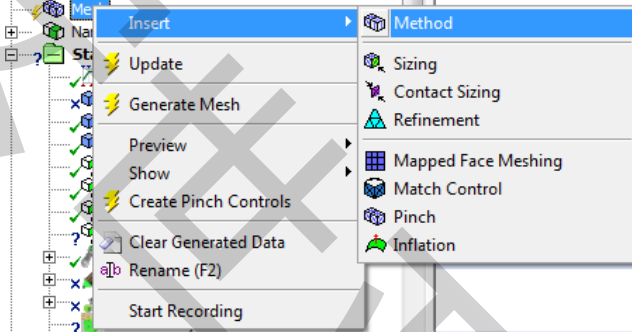 Mesh
Insert
Method
Update
Sizing
Contact Sizing
Generate Mesh
Refinement
Preview
Mapped Face Meshing
Show
Match Control
Create Pinch Controls
Pinch
Clear Generated Data
Inflation
Rename (F2)
Start Recording